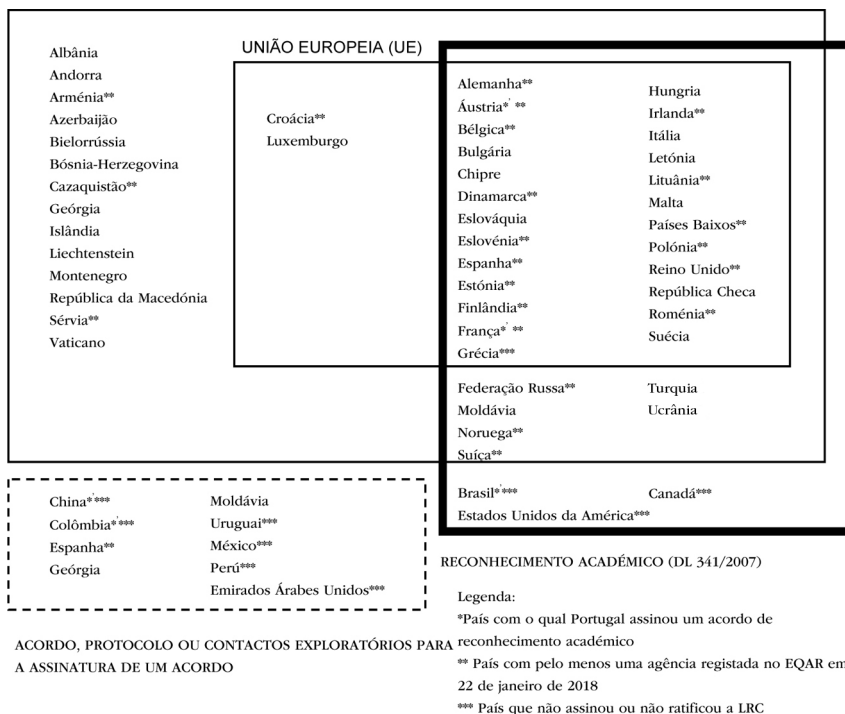 Albânia
Andorra
Arménia**
Azerbaijão
Bielorrússia
Bósnia-Herzegovina
Cazaquistão**
Geórgia
Islândia
Liechtenstein
Montenegro
República da Macedónia
Sérvia**
Vaticano
UNIÃO EUROPEIA (UE)
Croácia**
Luxemburgo
Alemanha**
Áustria*' **
Bélgica**
Bulgária
Chipre
Dinamarca**
Eslováquia
Eslovénia**
Espanha**
Estónia**
Finlândia**
França*' **
Grécia***
Hungria
Irlanda**
Itália
Letónia
Lituânia**
Malta
Países Baixos**
Polónia**
Reino Unido**
República Checa
Roménia**
Suécia
Federação Russa**
Moldávia
Noruega**
Suíça**
Turquia
Ucrânia
Brasil*'***
Estados Unidos da América***
Canadá***
China*'***
Colômbia*'***
Espanha**
Geórgia
Moldávia
Uruguai***
México***
Perú***
Emirados Árabes Unidos***
ACORDO, PROTOCOLO OU CONTACTOS EXPLORATÓRIOS PARA
A ASSINATURA DE UM ACORDO
RECONHECIMENTO ACADÉMICO (DL 341/2007)
Legenda:
*País com o qual Portugal assinou um acordo de
reconhecimento académico
** País com pelo menos uma agência registada no EQAR em
22 de janeiro de 2018
*** País que não assinou ou não ratificou a LRC